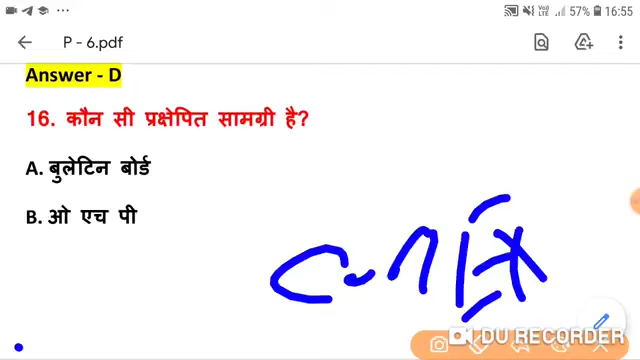 57% 16:55
P - 6.pdf
Answer - D
16. कौन सी प्रक्षेपित सामग्री है?
A. बुलेटिन बोर्ड
B. ओ एच पी
DU RECORDER